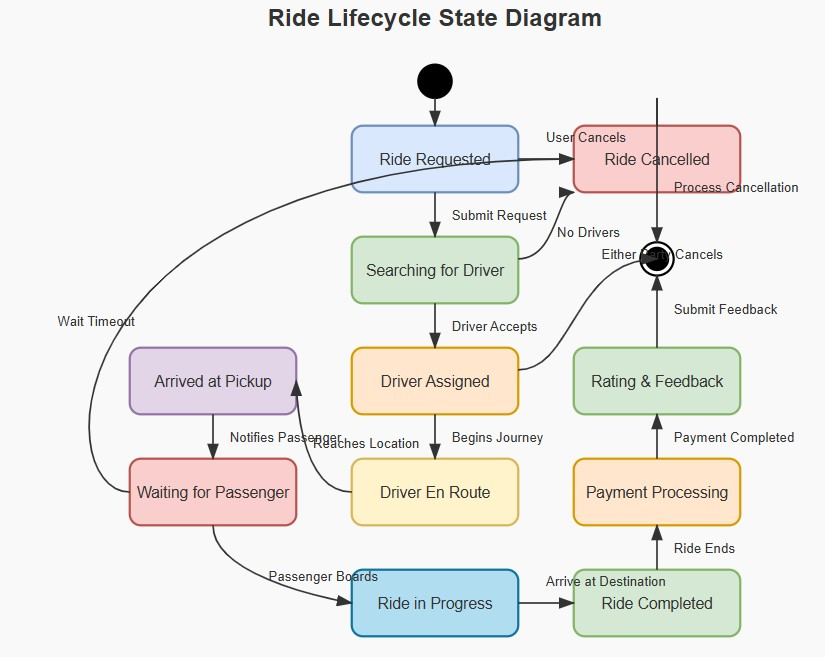 Ride Lifecycle State Diagram
User Cancels
Ride Requested
Ride Cancelled
Process Cancellation
Submit Request
No Drivers
Either Party Cancels
Searching for Driver
Submit Feedback
Wait Timeout
Driver Accepts
Arrived at Pickup
Driver Assigned
Rating & Feedback
Notifies Passenger
Reaches Location
Begins Journey
Payment Completed
Waiting for Passenger
Driver En Route
Payment Processing
Ride Ends
Passenger Boards
Arrive at Destination
Ride in Progress
Ride Completed